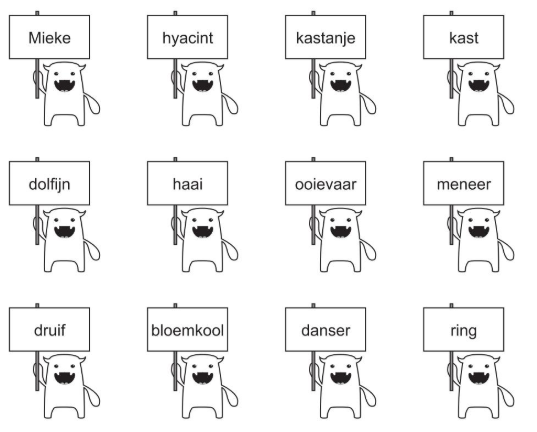 Mieke
hyacint
kastanje
kast
dolfijn
haai
ooievaar
meneer
druif
bloemkool
danser
ring